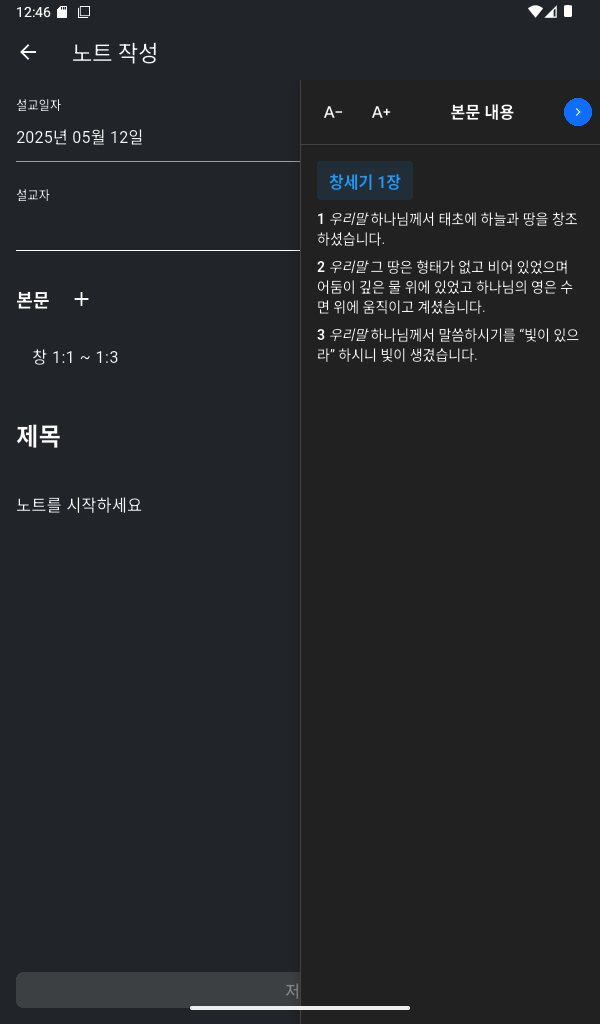 12:46
노트 작성
설교일자
2025년 05월 12일
설교자
본문 +
창 1:1 ~ 1:3
제목
노트를 시작하세요
저
A− A+ 본문 내용
창세기 1장
1 우리말 하나님께서 태초에 하늘과 땅을 창조
하셨습니다.
2 우리말 그 땅은 형태가 없고 비어 있었으며
어둠이 깊은 물 위에 있었고 하나님의 영은 수
면 위에 움직이고 계셨습니다.
3 우리말 하나님께서 말씀하시기를 “빛이 있으
라” 하시니 빛이 생겼습니다.